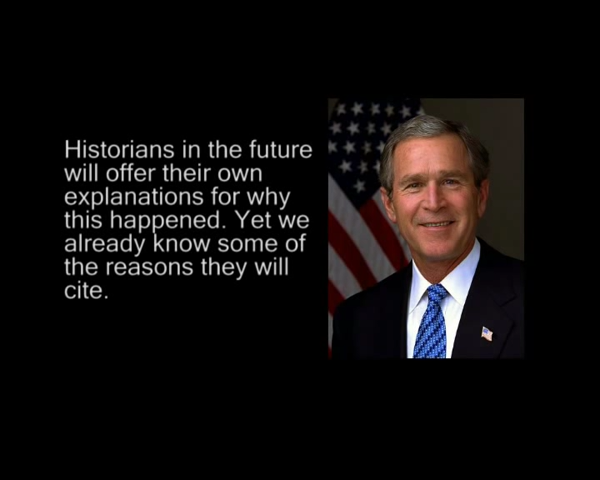 Historians in the future
will offer their own
explanations for why
this happened. Yet we
already know some of
the reasons they will
cite.